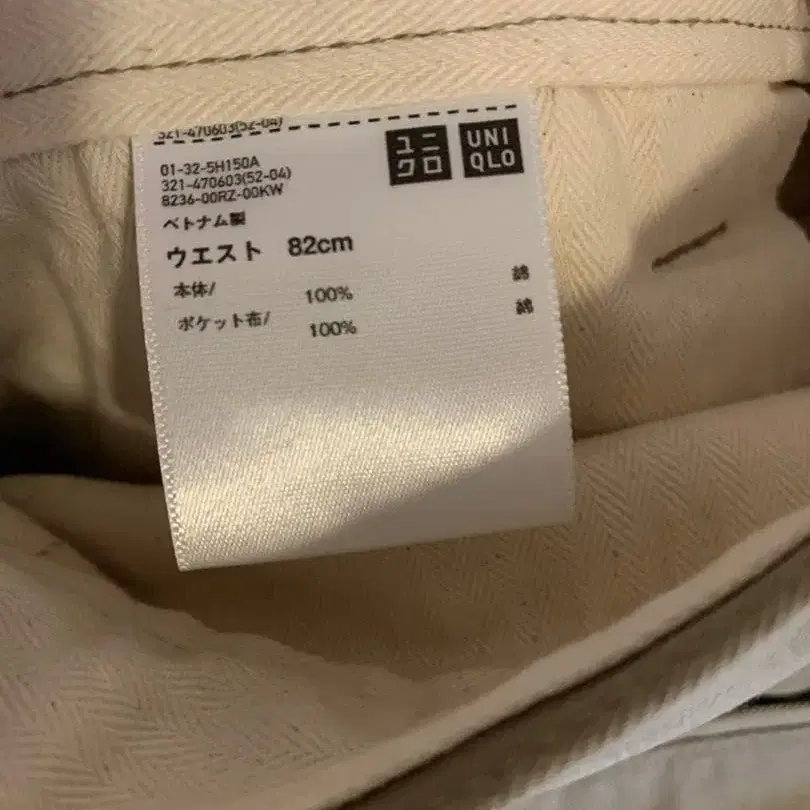 321-470603(52-04)
ユニ
クロ
UNI
QLO
01-32-5H150A
321-470603(52-04)
8236-00RZ-00KW
ベトナム製
ウエスト 82cm
本体/ 100% 綿
ポケット布/ 100% 綿